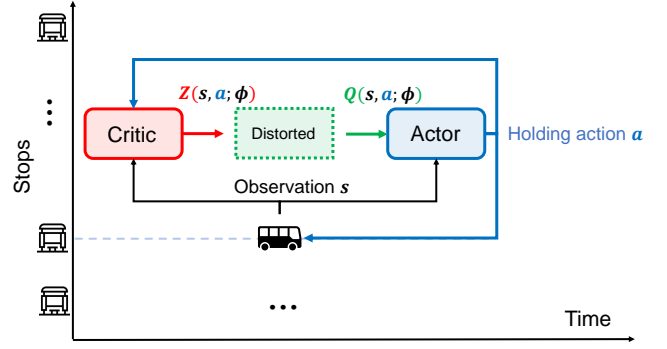 Z(s, a; ϕ)
Q(s, a; ϕ)
Critic
Distorted
Actor
Holding action a
Stops
Observation s
Time